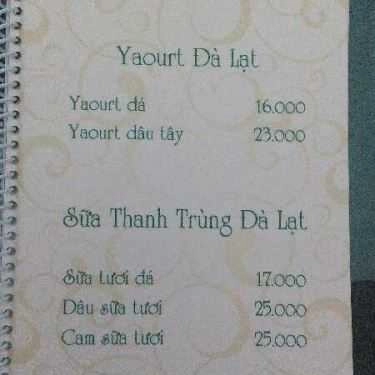 Yaourt Đà Lạt
Yaourt đá 16.000
Yaourt dâu tây 23.000
Sữa Thanh Trùng Đà Lạt
Sữa tươi đá 17.000
Dâu sữa tươi 25.000
Cam sữa tươi 25.000